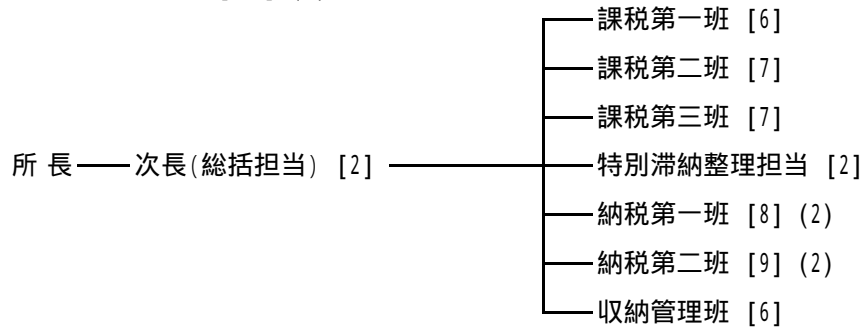 課税第一班 [6]
課税第二班 [7]
課税第三班 [7]
所 長 次長(総括担当) [2] 特別滞納整理担当 [2]
納税第一班 [8] (2)
納税第二班 [9] (2)
収納管理班 [6]